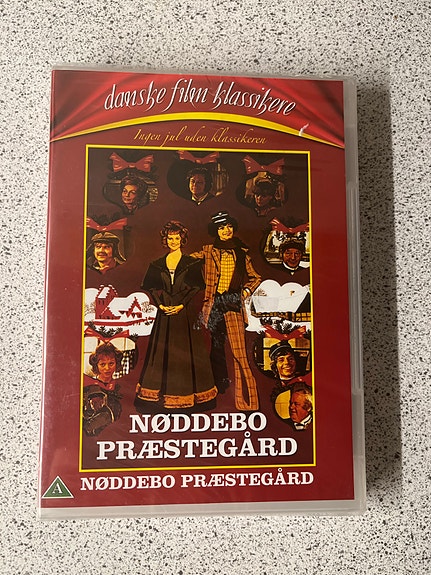 danske film klassikere
Ingen jul uden klassikeren
NØDDEBO
PRÆSTEGÅRD
NØDDEBO PRÆSTEGÅRD
A